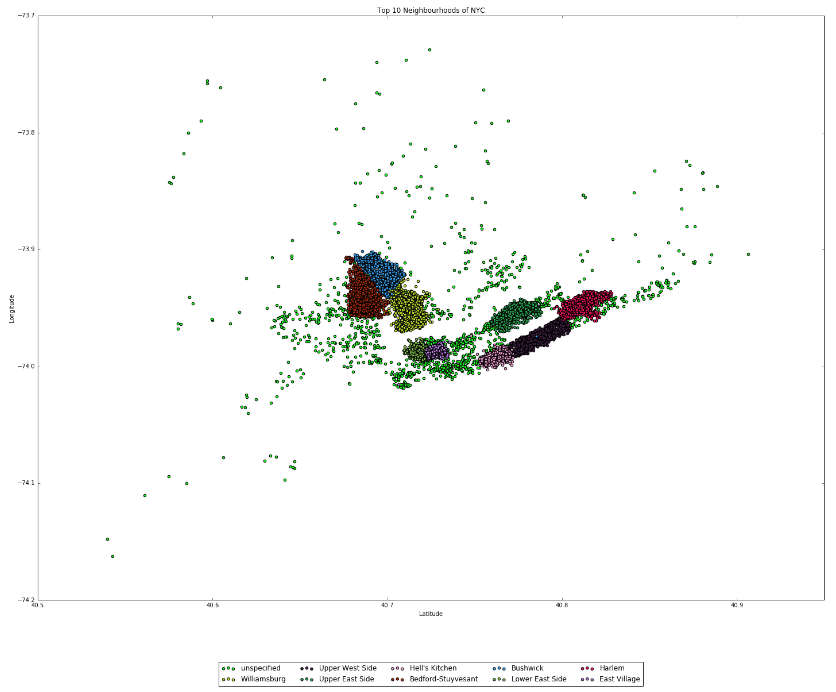 Top 10 Neighbourhoods of NYC
−73.7
−73.8
−73.9
−74.0
−74.1
−74.2
Longitude
40.5
40.6
40.7
40.8
40.9
Latitude
unspecified
Upper West Side
Hell's Kitchen
Bushwick
Harlem
Williamsburg
Upper East Side
Bedford-Stuyvesant
Lower East Side
East Village